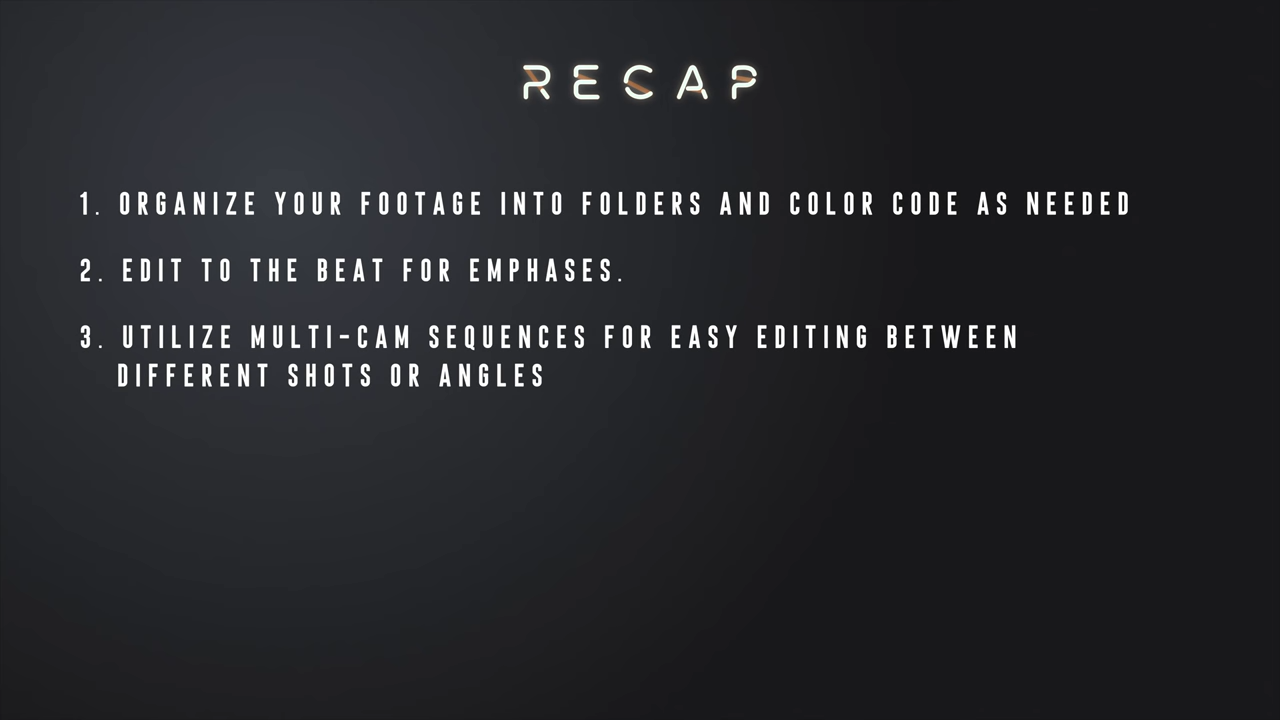 RECAP
1. ORGANIZE YOUR FOOTAGE INTO FOLDERS AND COLOR CODE AS NEEDED
2. EDIT TO THE BEAT FOR EMPHASES.
3. UTILIZE MULTI-CAM SEQUENCES FOR EASY EDITING BETWEEN
DIFFERENT SHOTS OR ANGLES